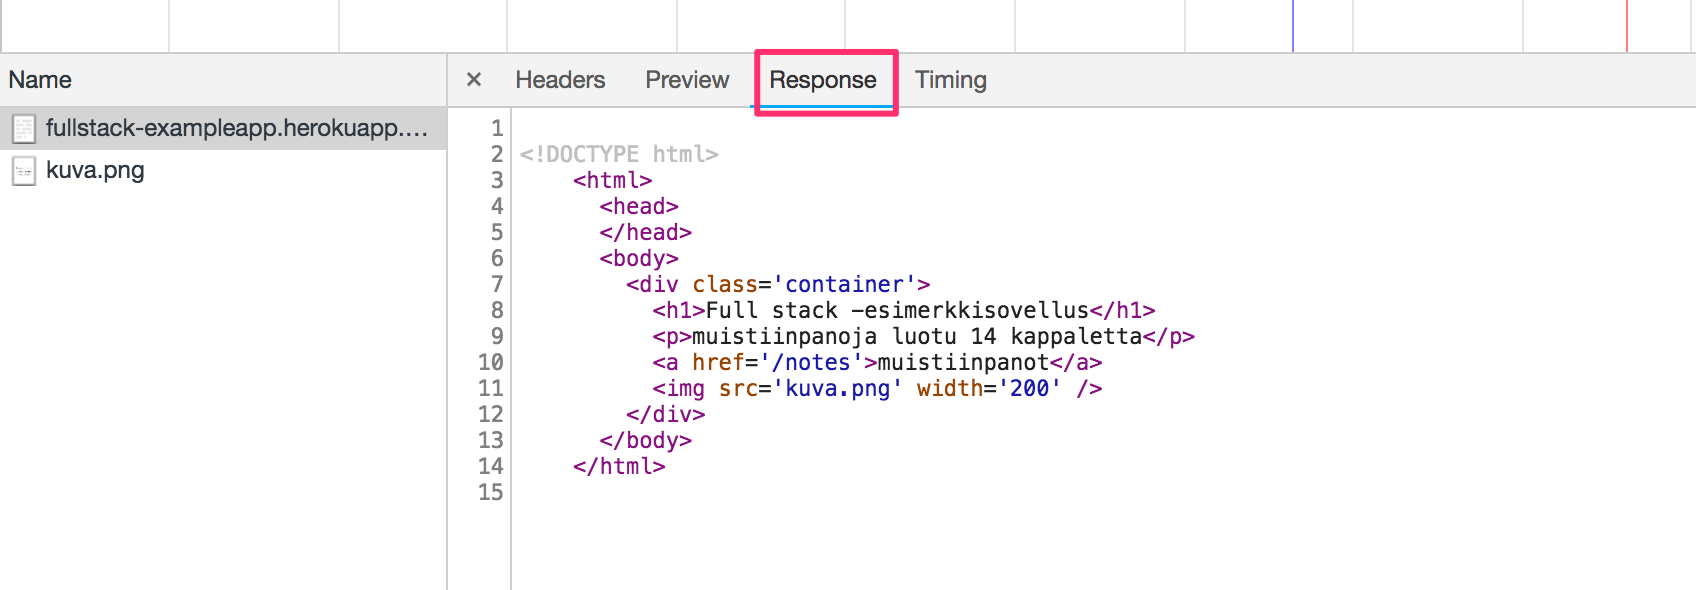 Name
× Headers Preview Response Timing
fullstack-exampleapp.herokuapp....
kuva.png
1
2 <!DOCTYPE html>
3 <html>
4 <head>
5 </head>
6 <body>
7 <div class='container'>
8 <h1>Full stack -esimerkkisovellus</h1>
9 <p>muistiinpanoja luotu 14 kappaletta</p>
10 <a href='/notes'>muistiinpanot</a>
11 <img src='kuva.png' width='200' />
12 </div>
13 </body>
14 </html>
15